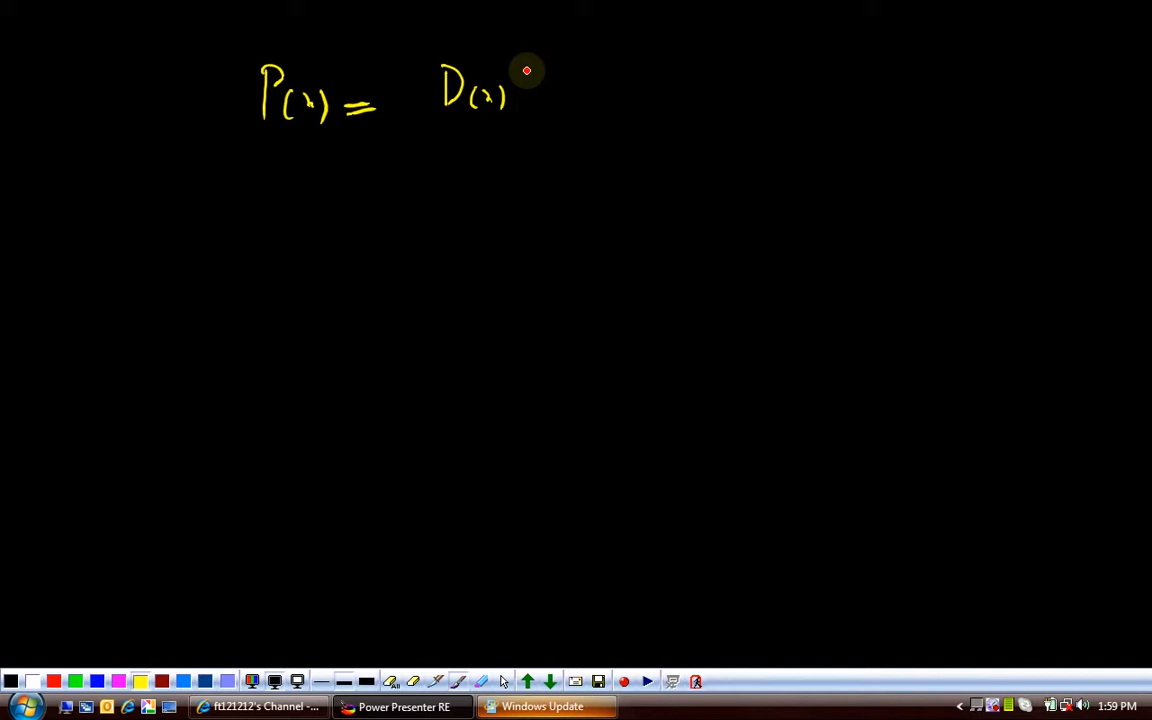 P(x) = D(x)
ft121212's Channel -...
Power Presenter RE
Windows Update
1:59 PM